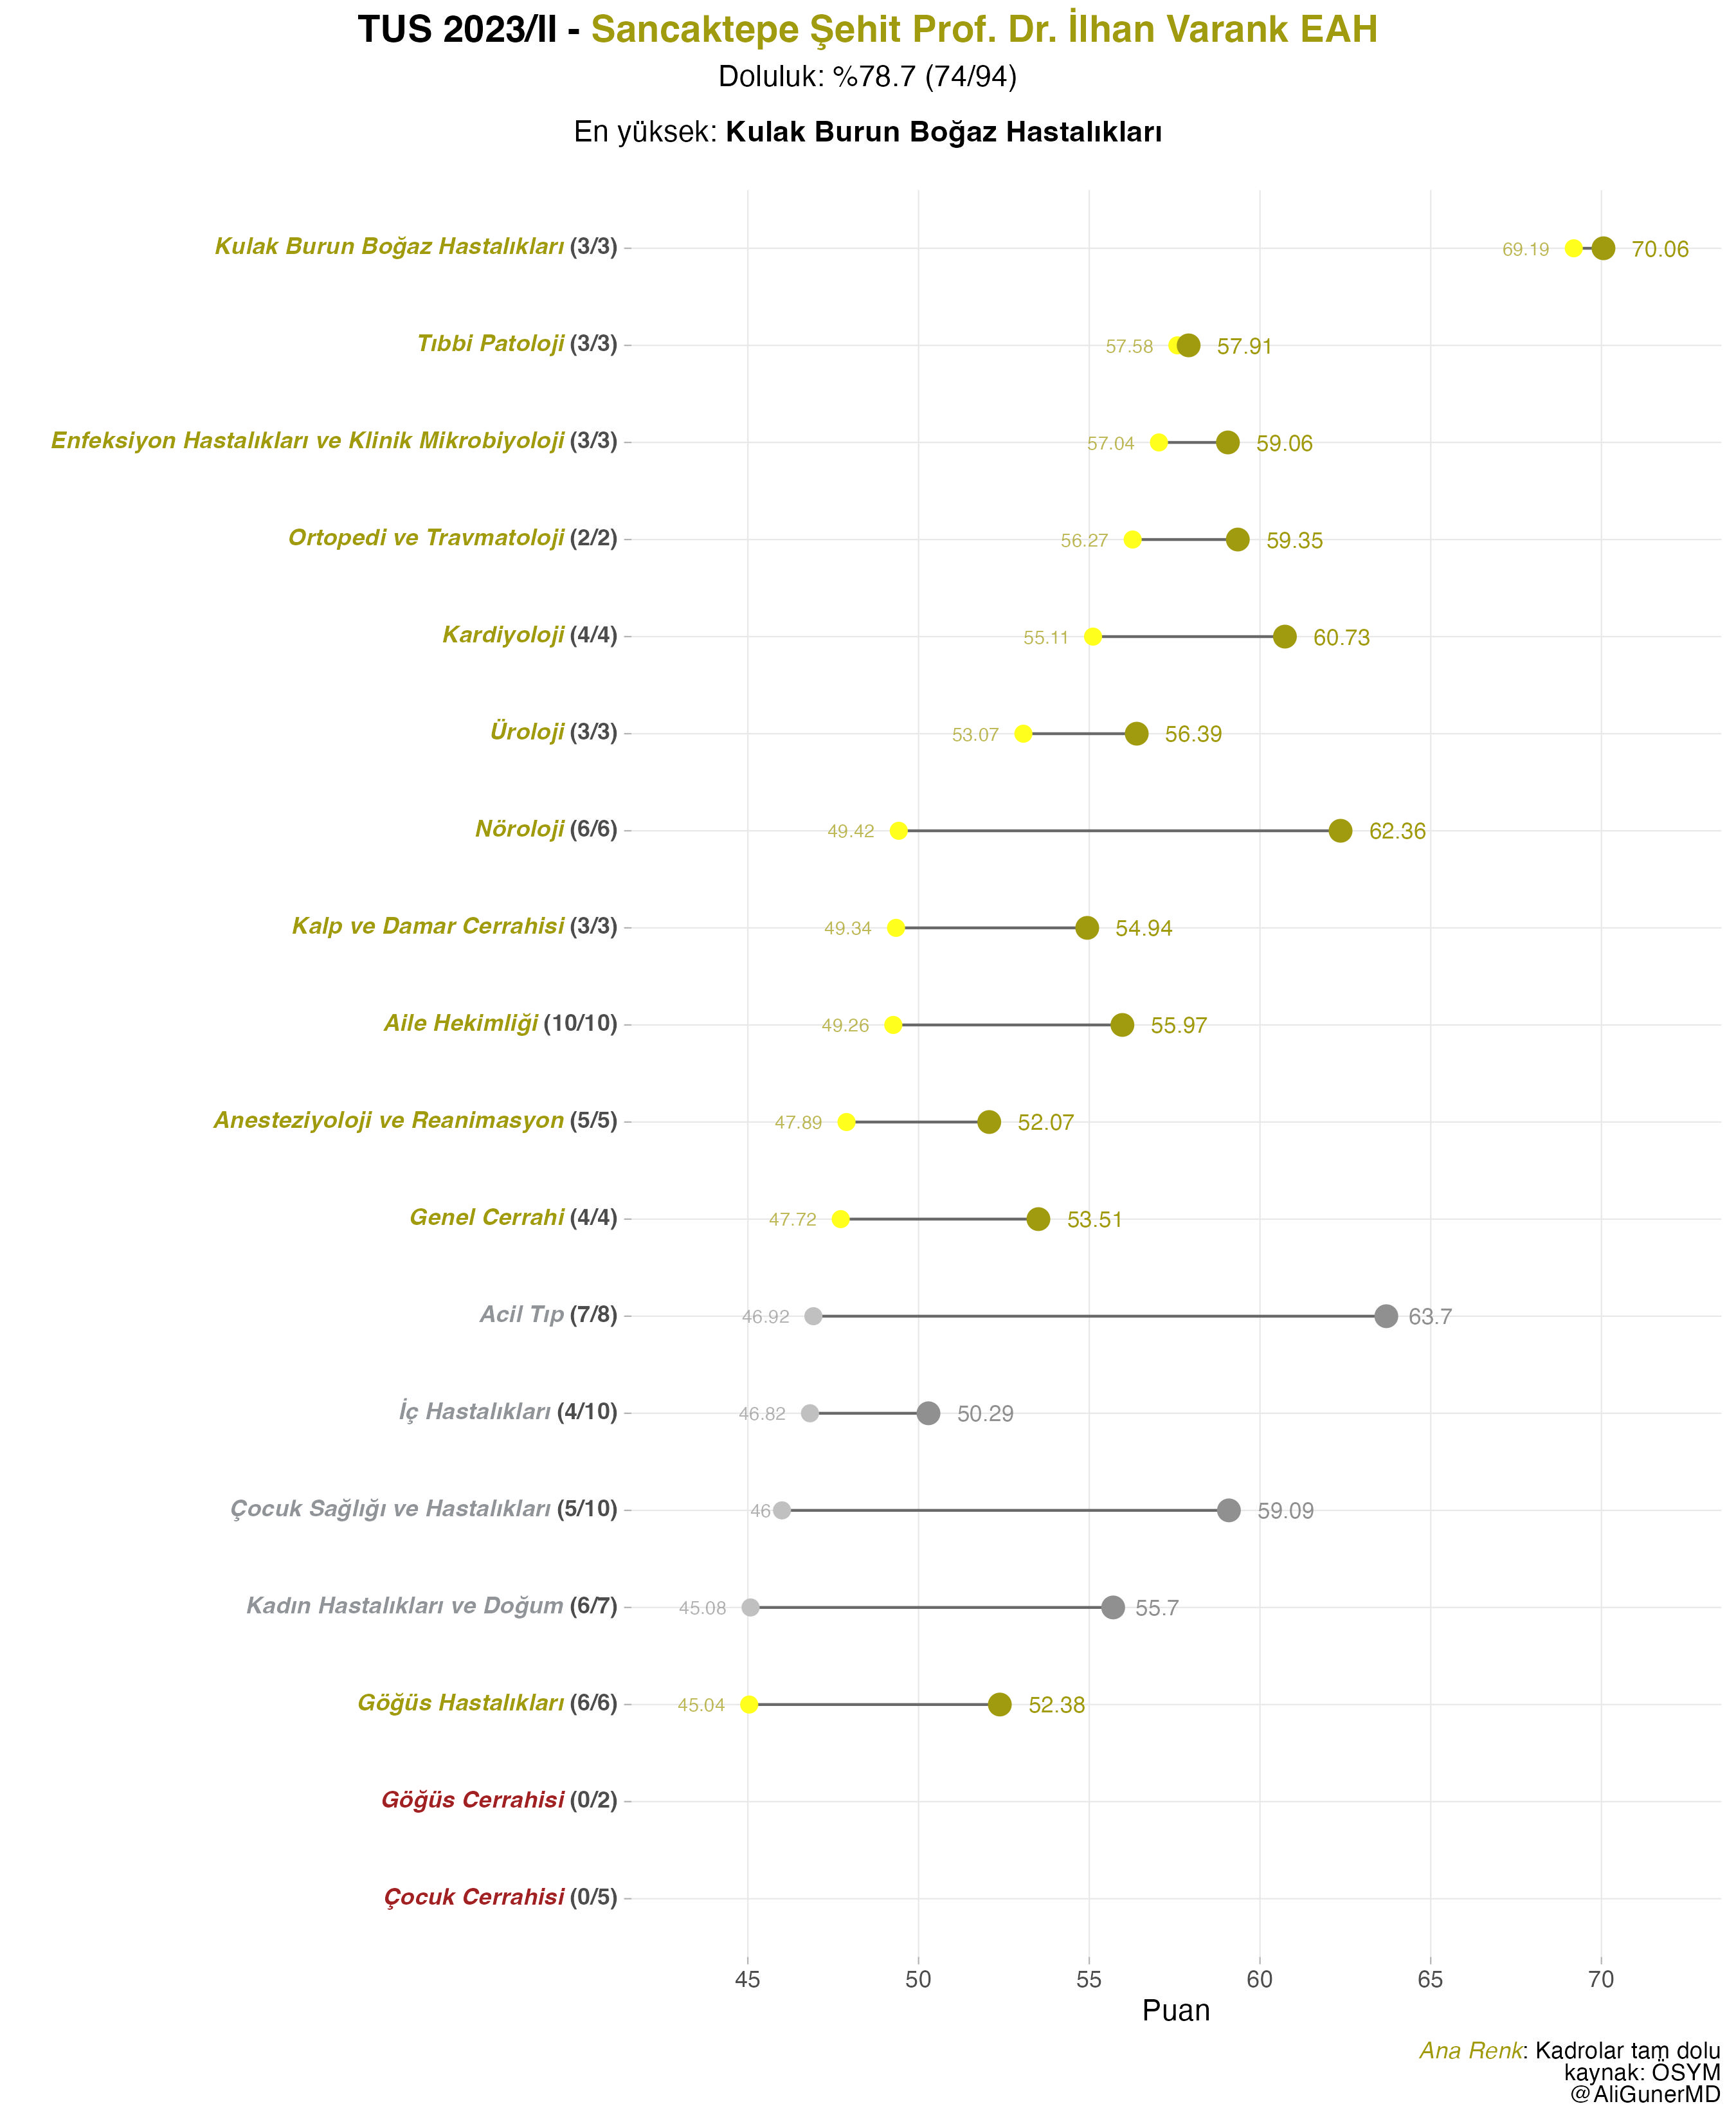 TUS 2023/II - Sancaktepe Şehit Prof. Dr. İlhan Varank EAH
Doluluk: %78.7 (74/94)
En yüksek: Kulak Burun Boğaz Hastalıkları
Kulak Burun Boğaz Hastalıkları (3/3) 69.19 70.06
Tıbbi Patoloji (3/3) 57.58 57.91
Enfeksiyon Hastalıkları ve Klinik Mikrobiyoloji (3/3) 57.04 59.06
Ortopedi ve Travmatoloji (2/2) 56.27 59.35
Kardiyoloji (4/4) 55.11 60.73
Üroloji (3/3) 53.07 56.39
Nöroloji (6/6) 49.42 62.36
Kalp ve Damar Cerrahisi (3/3) 49.34 54.94
Aile Hekimliği (10/10) 49.26 55.97
Anesteziyoloji ve Reanimasyon (5/5) 47.89 52.07
Genel Cerrahi (4/4) 47.72 53.51
Acil Tıp (7/8) 46.92 63.7
İç Hastalıkları (4/10) 46.82 50.29
Çocuk Sağlığı ve Hastalıkları (5/10) 46 59.09
Kadın Hastalıkları ve Doğum (6/7) 45.08 55.7
Göğüs Hastalıkları (6/6) 45.04 52.38
Göğüs Cerrahisi (0/2)
Çocuk Cerrahisi (0/5)
45 50 55 60 65 70
Puan
Ana Renk: Kadrolar tam dolu
kaynak: ÖSYM
@AliGunerMD